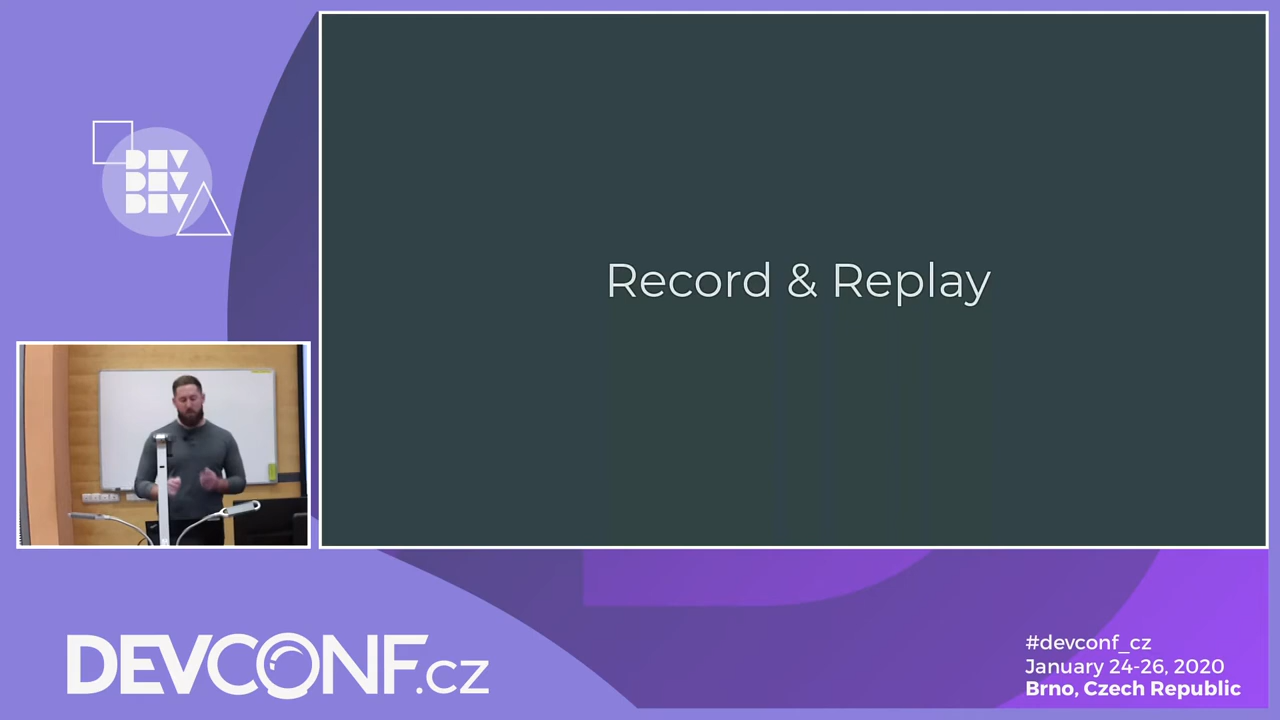 DEV
DEV
DEV
Record & Replay
DEVCONF.cz
#devconf_cz
January 24-26, 2020
Brno, Czech Republic